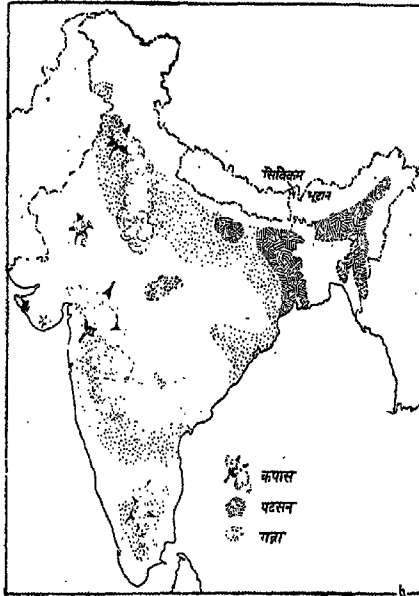 सिक्किम
भूटान
कपास
पटसन
गन्ना